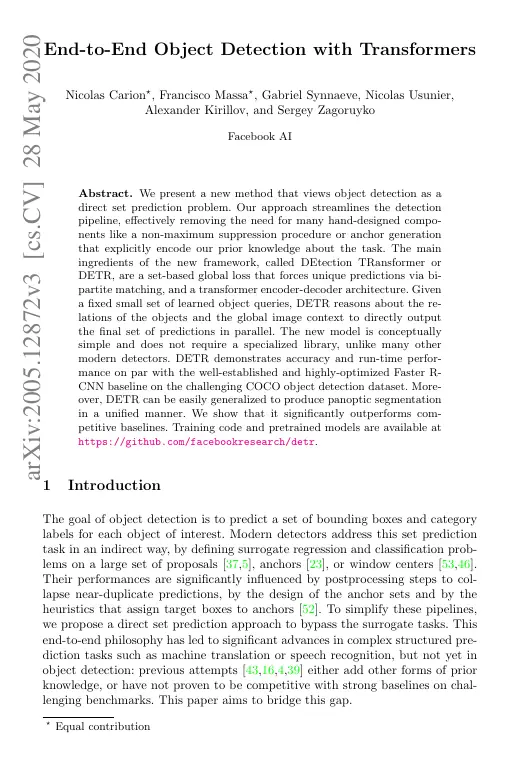 arXiv:2005.12872v3 [cs.CV] 28 May 2020
End-to-End Object Detection with Transformers
Nicolas Carion⋆, Francisco Massa⋆, Gabriel Synnaeve, Nicolas Usunier,
Alexander Kirillov, and Sergey Zagoruyko
Facebook AI
Abstract. We present a new method that views object detection as a
direct set prediction problem. Our approach streamlines the detection
pipeline, effectively removing the need for many hand-designed compo-
nents like a non-maximum suppression procedure or anchor generation
that explicitly encode our prior knowledge about the task. The main
ingredients of the new framework, called DEtection TRansformer or
DETR, are a set-based global loss that forces unique predictions via bi-
partite matching, and a transformer encoder-decoder architecture. Given
a fixed small set of learned object queries, DETR reasons about the re-
lations of the objects and the global image context to directly output
the final set of predictions in parallel. The new model is conceptually
simple and does not require a specialized library, unlike many other
modern detectors. DETR demonstrates accuracy and run-time perfor-
mance on par with the well-established and highly-optimized Faster R-
CNN baseline on the challenging COCO object detection dataset. More-
over, DETR can be easily generalized to produce panoptic segmentation
in a unified manner. We show that it significantly outperforms com-
petitive baselines. Training code and pretrained models are available at
https://github.com/facebookresearch/detr.
1 Introduction
The goal of object detection is to predict a set of bounding boxes and category
labels for each object of interest. Modern detectors address this set prediction
task in an indirect way, by defining surrogate regression and classification prob-
lems on a large set of proposals [37,5], anchors [23], or window centers [53,46].
Their performances are significantly influenced by postprocessing steps to col-
lapse near-duplicate predictions, by the design of the anchor sets and by the
heuristics that assign target boxes to anchors [52]. To simplify these pipelines,
we propose a direct set prediction approach to bypass the surrogate tasks. This
end-to-end philosophy has led to significant advances in complex structured pre-
diction tasks such as machine translation or speech recognition, but not yet in
object detection: previous attempts [43,16,4,39] either add other forms of prior
knowledge, or have not proven to be competitive with strong baselines on chal-
lenging benchmarks. This paper aims to bridge this gap.
⋆ Equal contribution